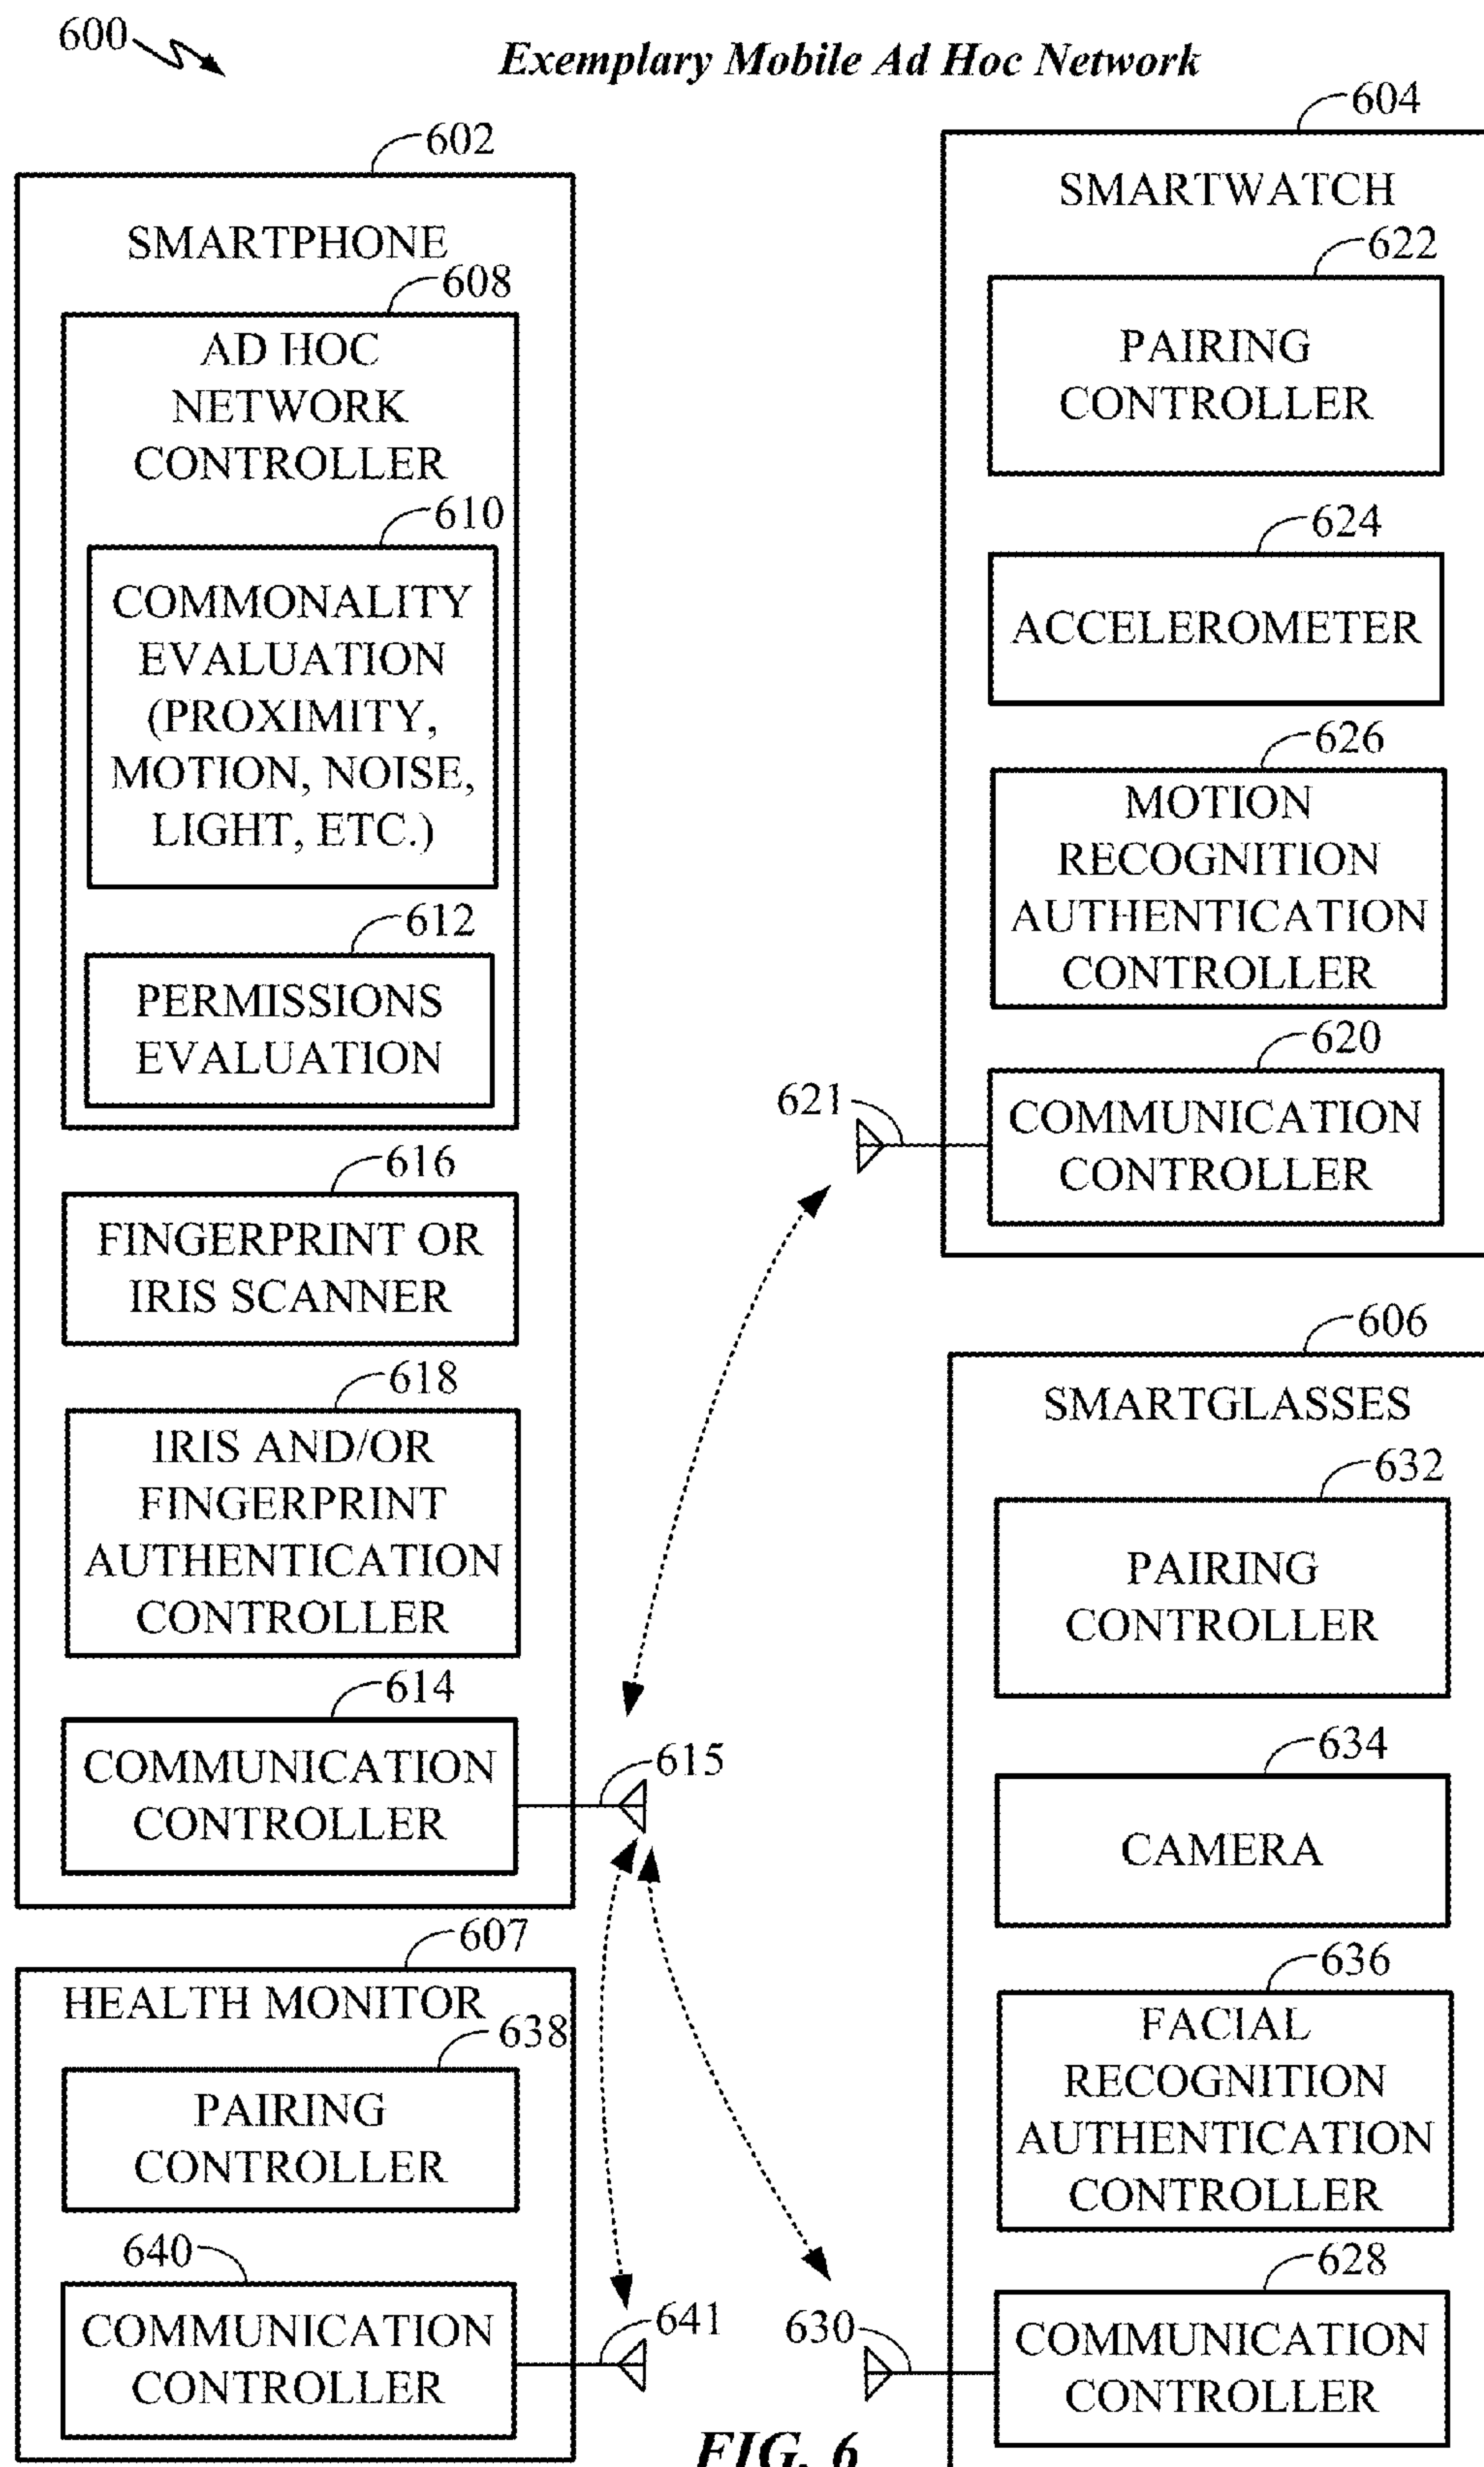 600
Exemplary Mobile Ad Hoc Network
602
SMARTPHONE
608
AD HOC
NETWORK
CONTROLLER
610
COMMONALITY
EVALUATION
(PROXIMITY,
MOTION, NOISE,
LIGHT, ETC.)
612
PERMISSIONS
EVALUATION
616
FINGERPRINT OR
IRIS SCANNER
618
IRIS AND/OR
FINGERPRINT
AUTHENTICATION
CONTROLLER
614
COMMUNICATION
CONTROLLER
615
607
HEALTH MONITOR
638
PAIRING
CONTROLLER
640
COMMUNICATION
CONTROLLER
641
604
SMARTWATCH
622
PAIRING
CONTROLLER
624
ACCELEROMETER
626
MOTION
RECOGNITION
AUTHENTICATION
CONTROLLER
620
621
COMMUNICATION
CONTROLLER
606
SMARTGLASSES
632
PAIRING
CONTROLLER
634
CAMERA
636
FACIAL
RECOGNITION
AUTHENTICATION
CONTROLLER
628
630
COMMUNICATION
CONTROLLER
FIG. 6